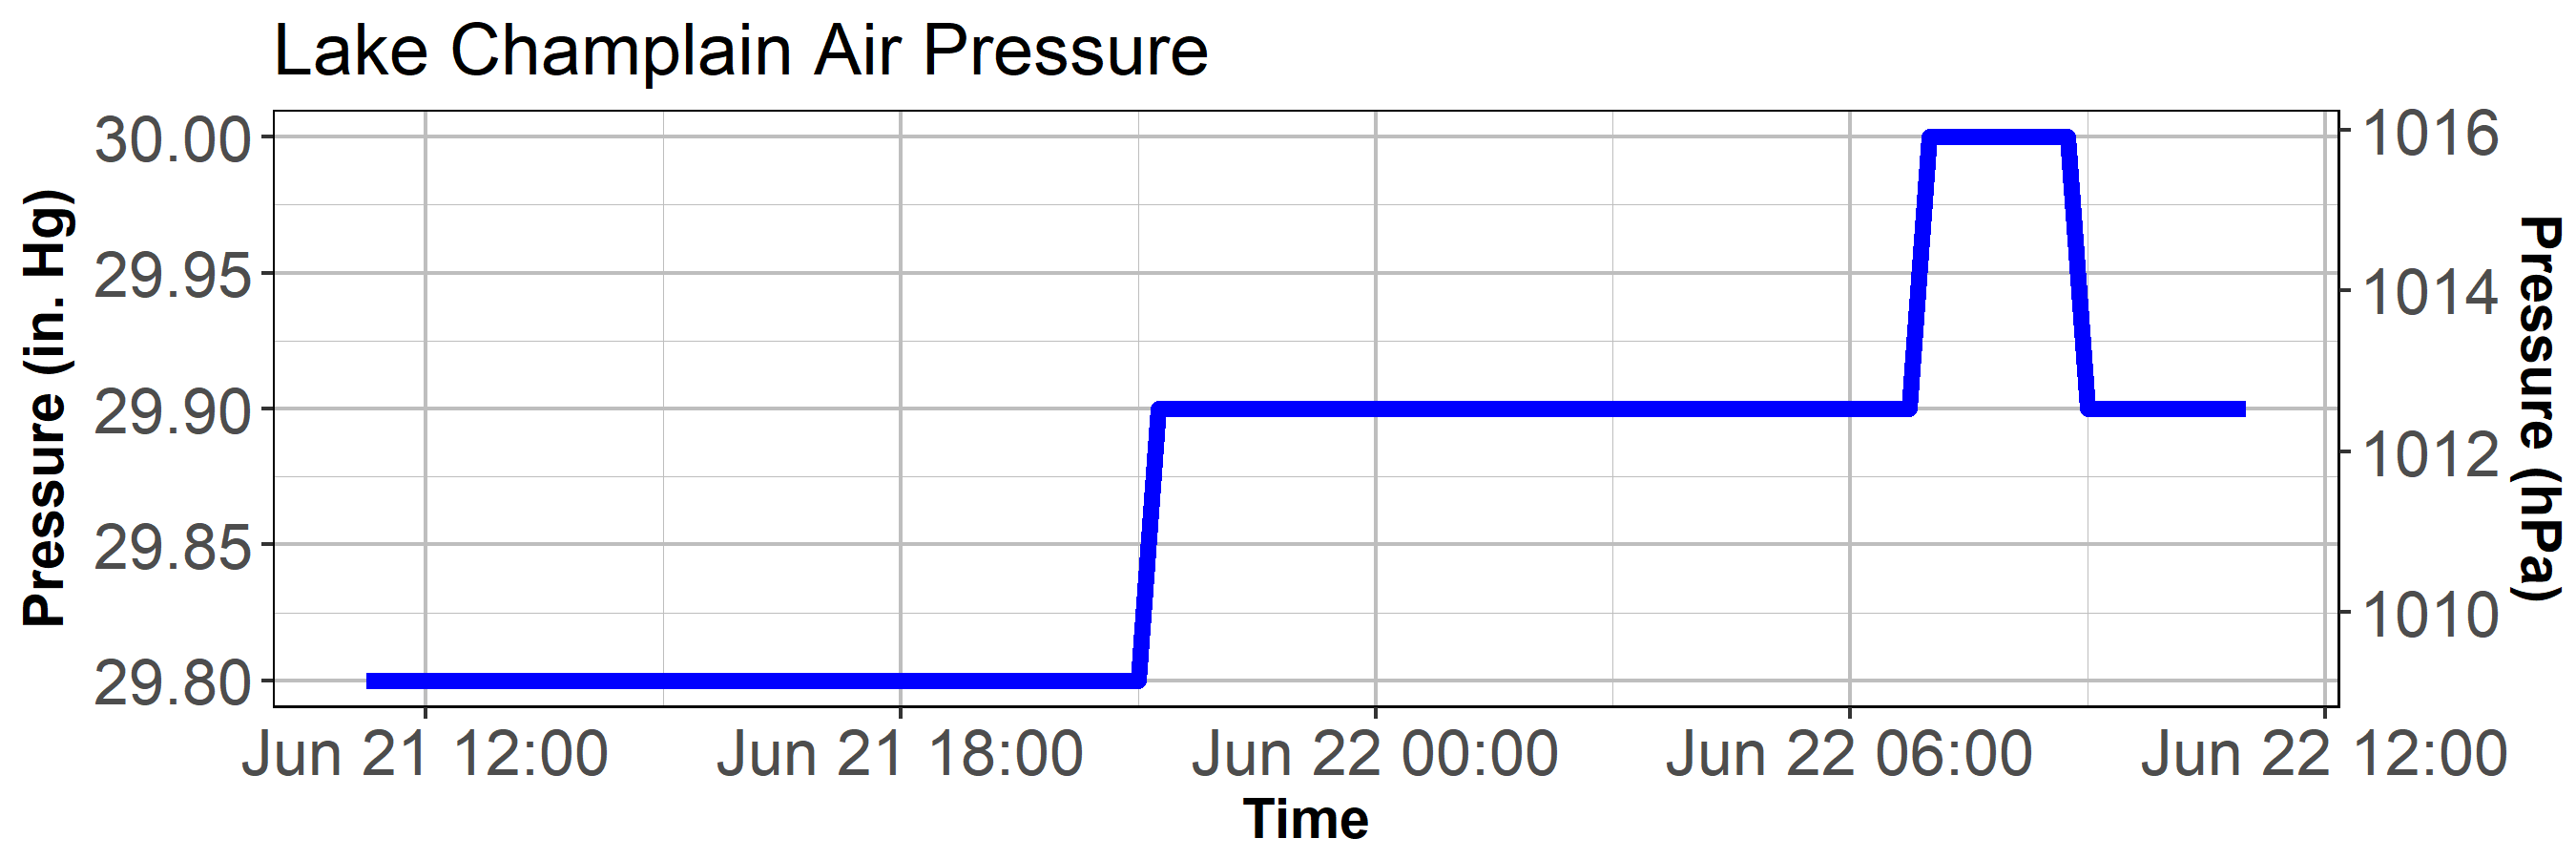 Lake Champlain Air Pressure
30.00
29.95
29.90
29.85
29.80
Pressure (in. Hg)
1016
1014
1012
1010
Pressure (hPa)
Jun 21 12:00 Jun 21 18:00 Jun 22 00:00 Jun 22 06:00 Jun 22 12:00
Time